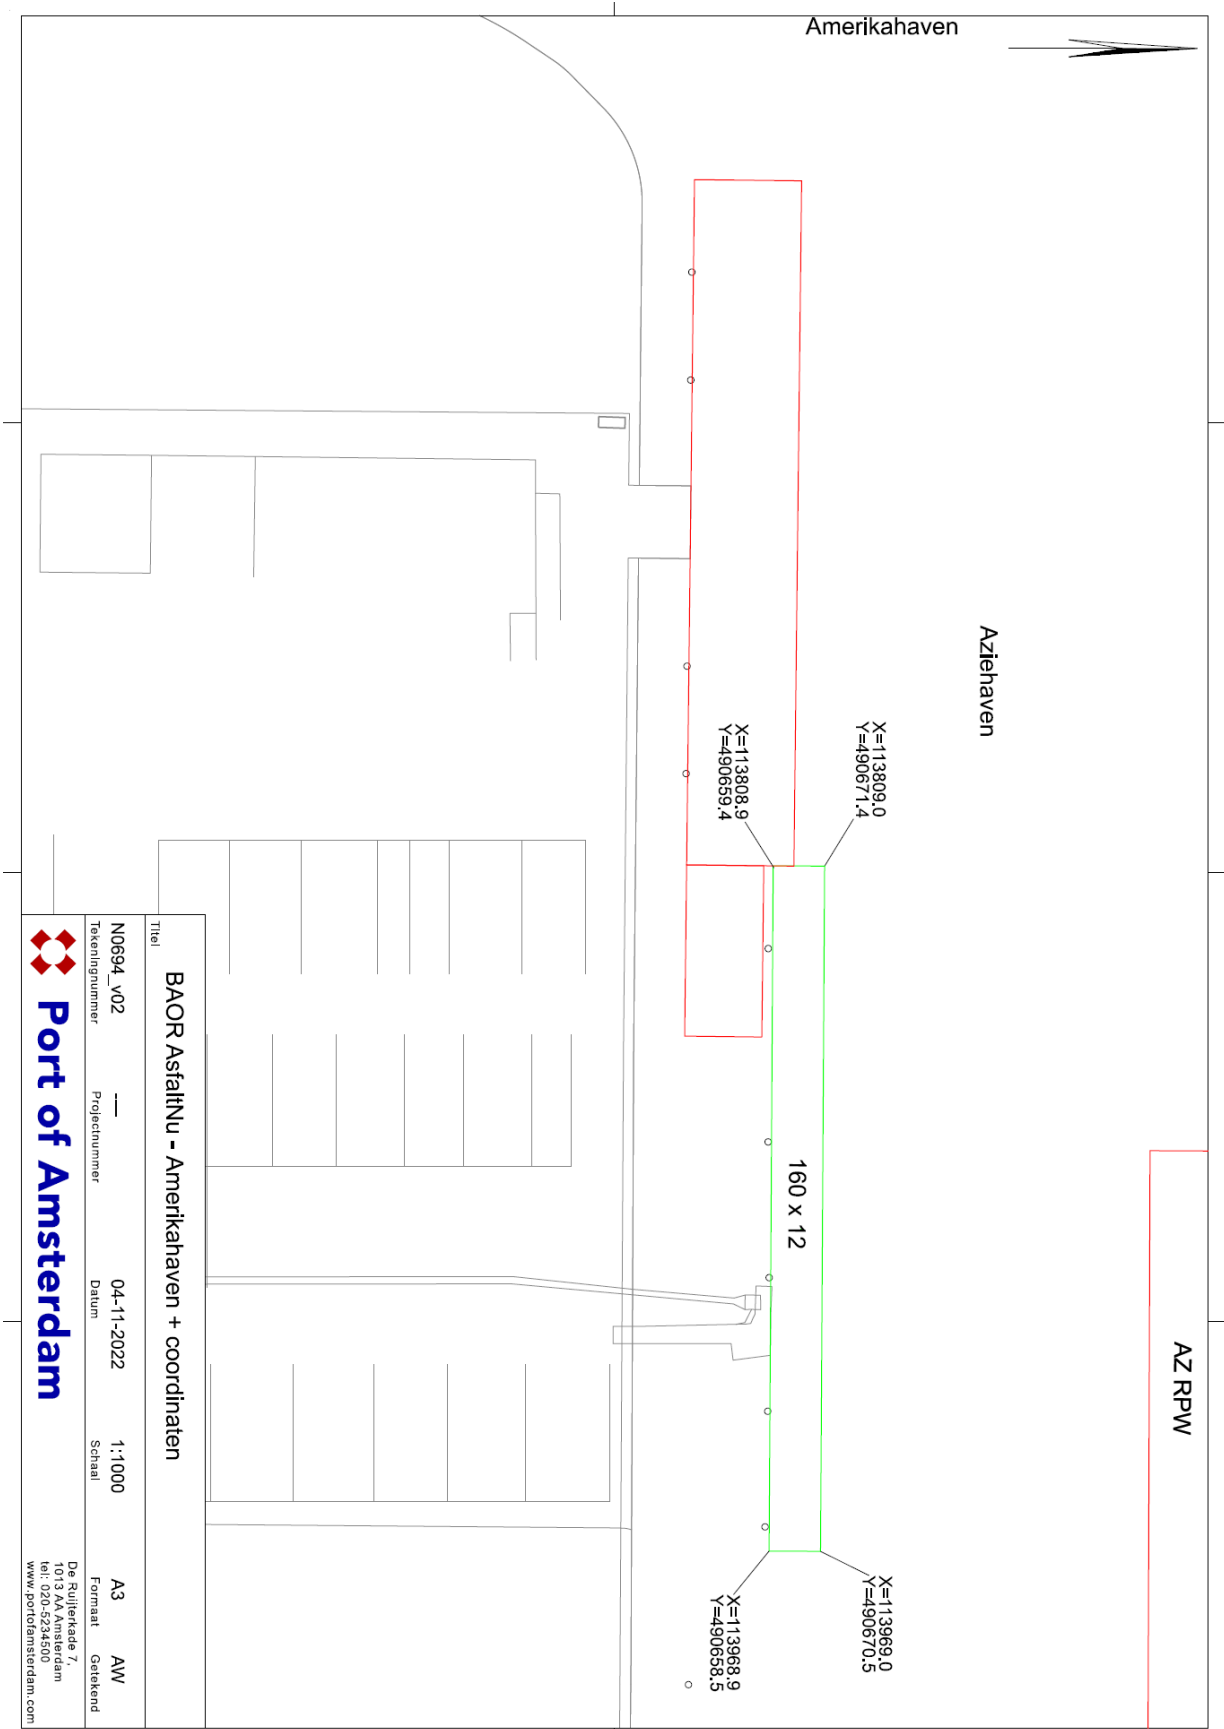 Amerikahaven
Aziehaven
X=113809.0
Y=490671.4
X=113808.9
Y=490659.4
160 x 12
AZ RPW
X=113969.0
Y=490670.5
X=113968.9
Y=490658.5
Titel
BAOR AsfaltNu - Amerikahaven + coordinaten
N0694_v02
Tekeningnummer
----
Projectnummer
04-11-2022
Datum
1:1000
Schaal
A3
Formaat
AW
Getekend
Port of Amsterdam
De Ruijterkade 7,
1013 AA Amsterdam
tel: 020-5234500
www.portofamsterdam.com